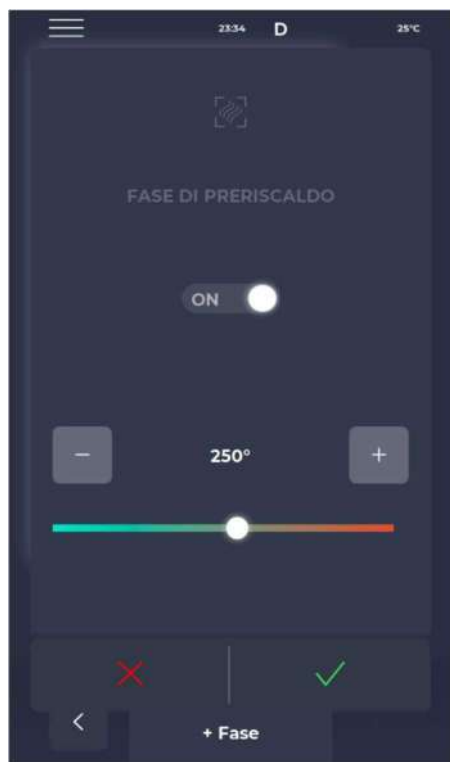 23:34 D 25°C
FASE DI PRERISCALDO
ON
− 250° +
+ Fase